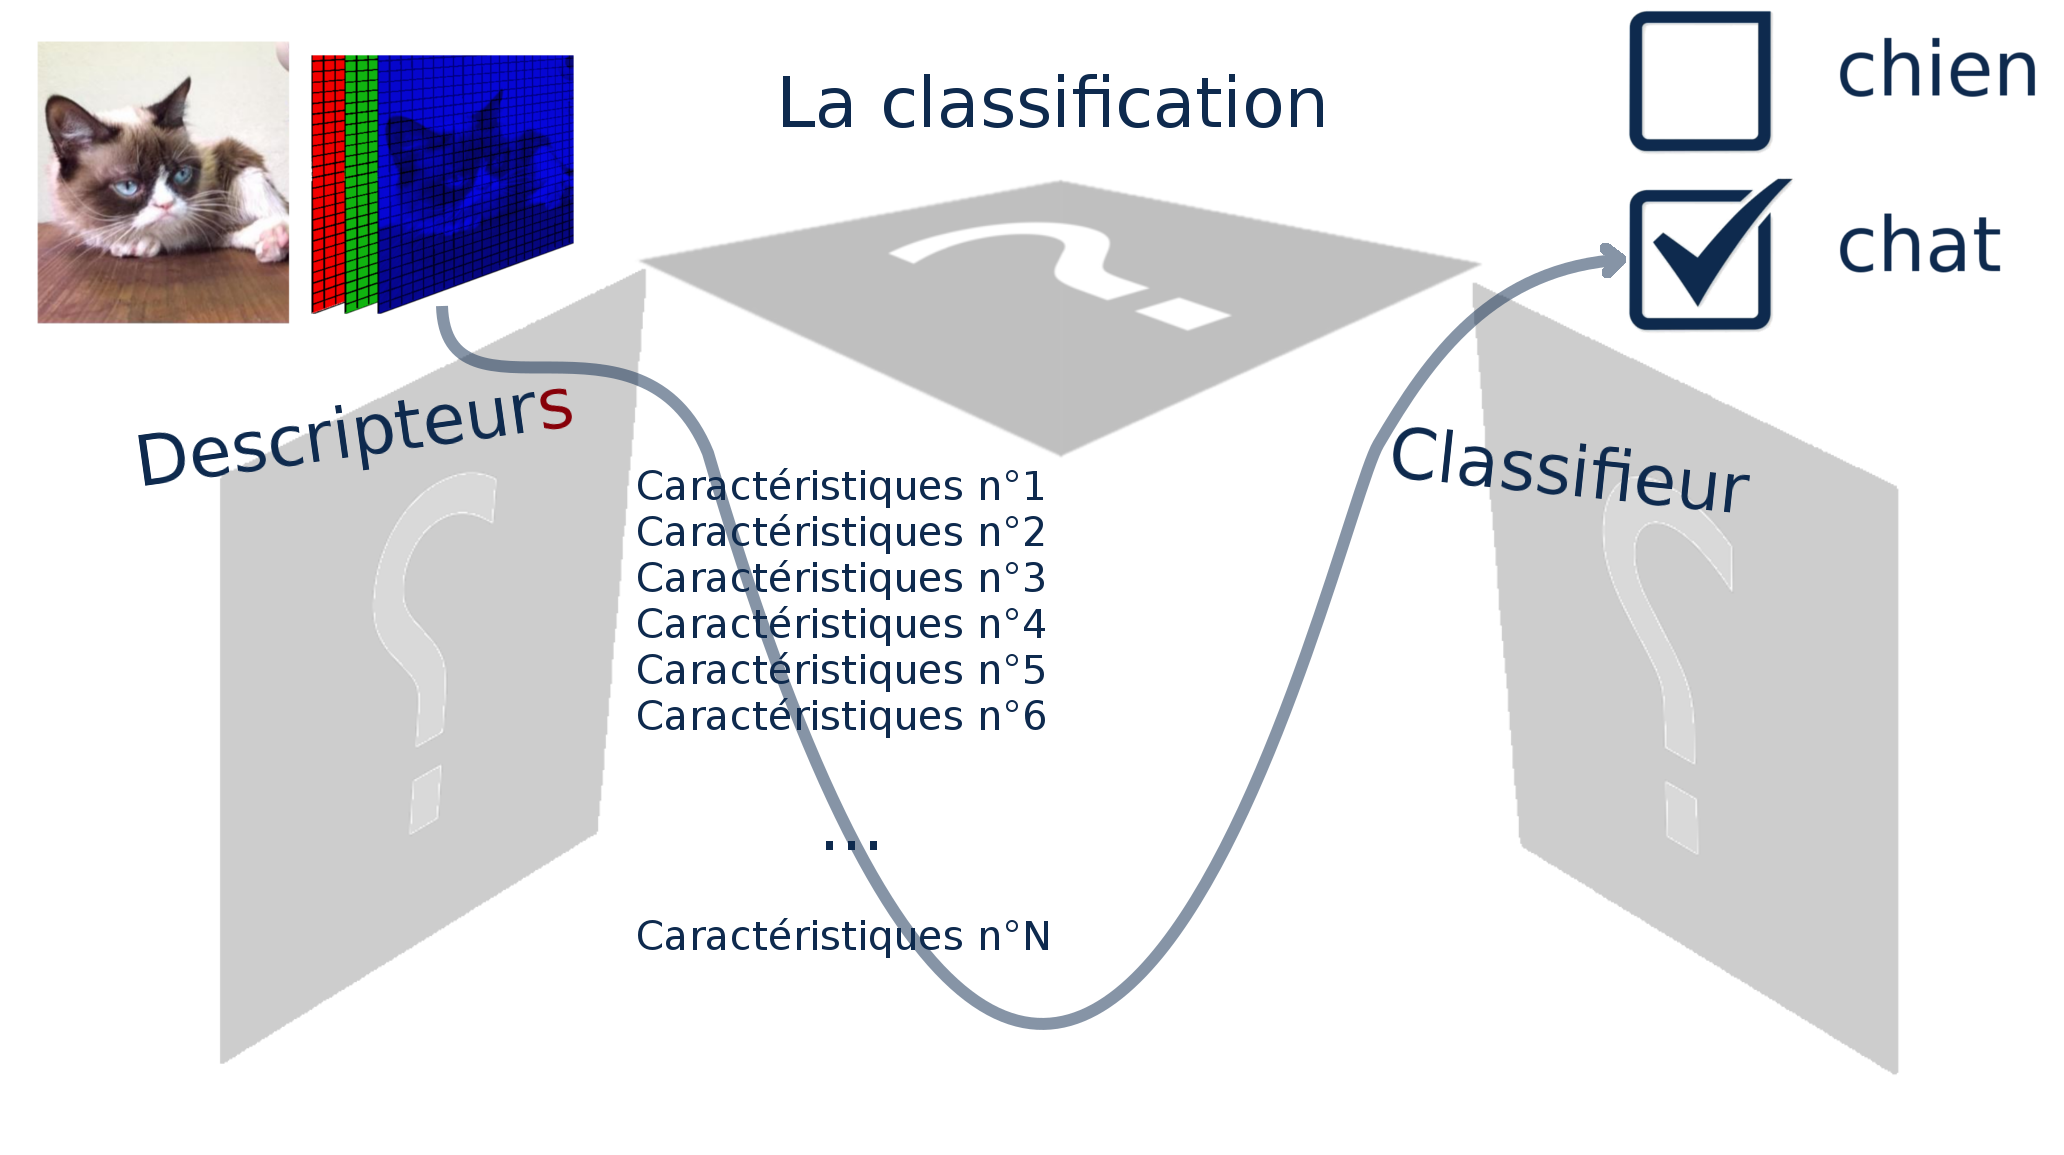 La classification
chien
chat
Descripteurs
Classifieur
Caractéristiques n°1
Caractéristiques n°2
Caractéristiques n°3
Caractéristiques n°4
Caractéristiques n°5
Caractéristiques n°6
...
Caractéristiques n°N
?
?
?